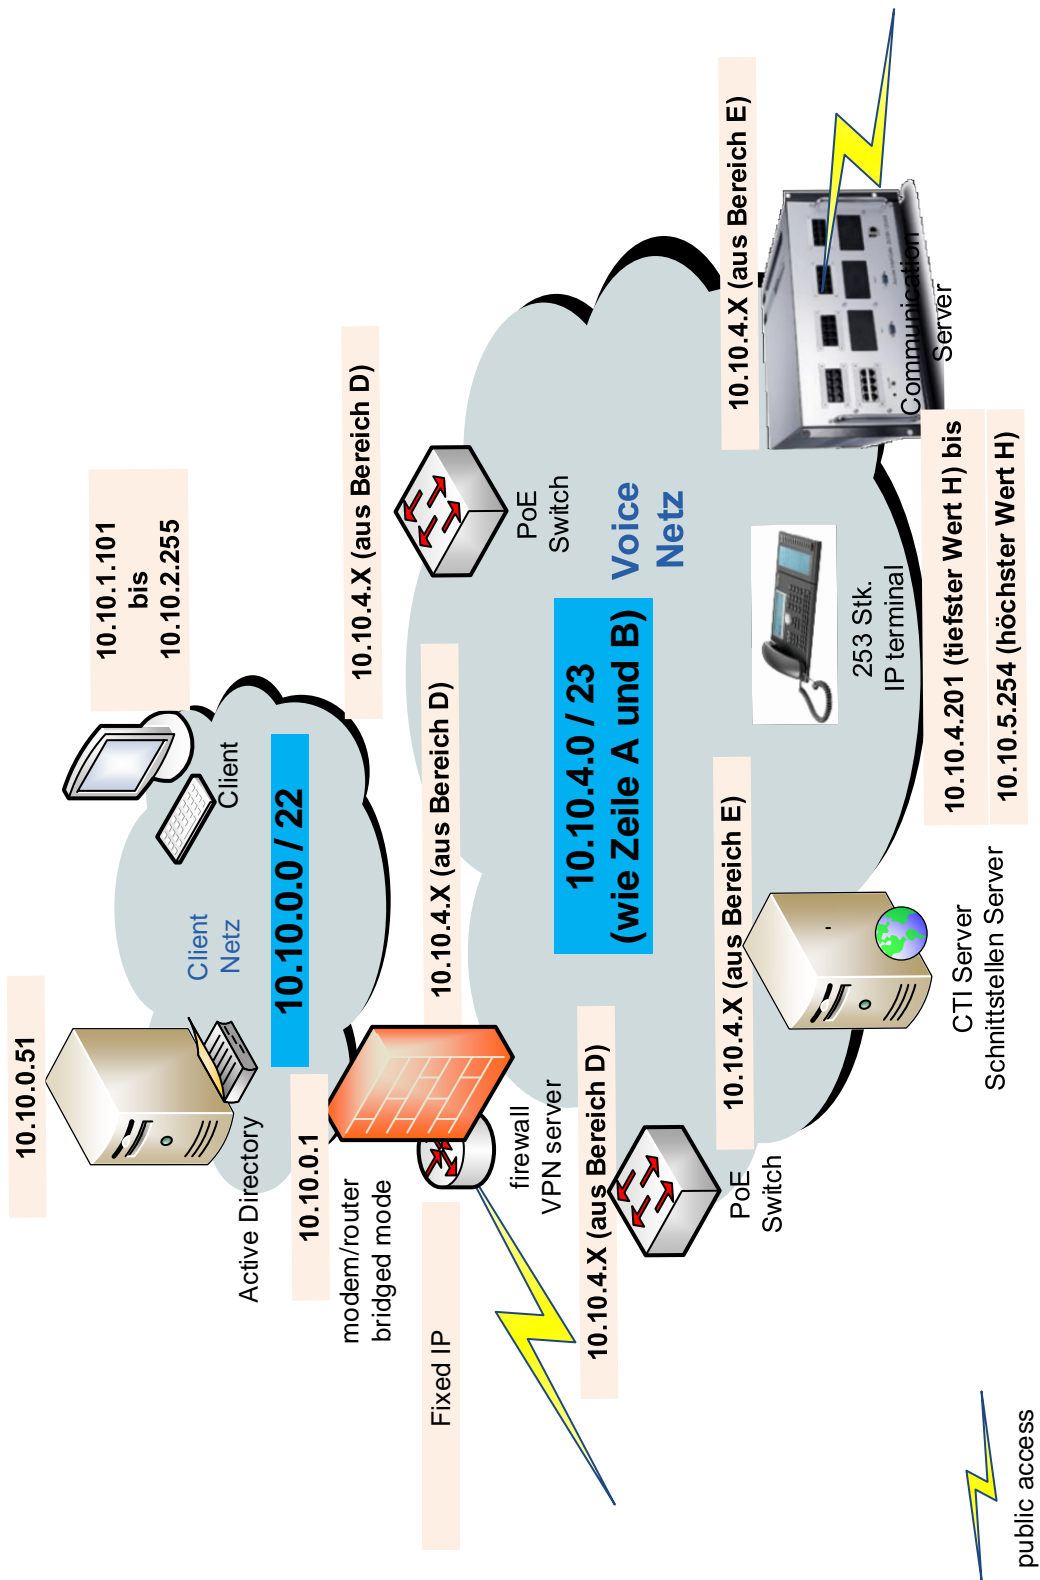 10.10.0.51
10.10.1.101
bis
10.10.2.255
Active Directory
Client
Netz
Client
10.10.0.0 / 22
10.10.0.1
modem/router
bridged mode
10.10.4.X (aus Bereich D)
Fixed IP
10.10.4.X (aus Bereich D)
firewall
VPN server
PoE
Switch
10.10.4.X (aus Bereich D)
10.10.4.0 / 23
(wie Zeile A und B)
Voice
Netz
PoE
Switch
10.10.4.X (aus Bereich E)
10.10.4.X (aus Bereich E)
253 Stk.
IP terminal
Communication
Server
10.10.4.201 (tiefster Wert H) bis
10.10.5.254 (höchster Wert H)
CTI Server
Schnittstellen Server
public access